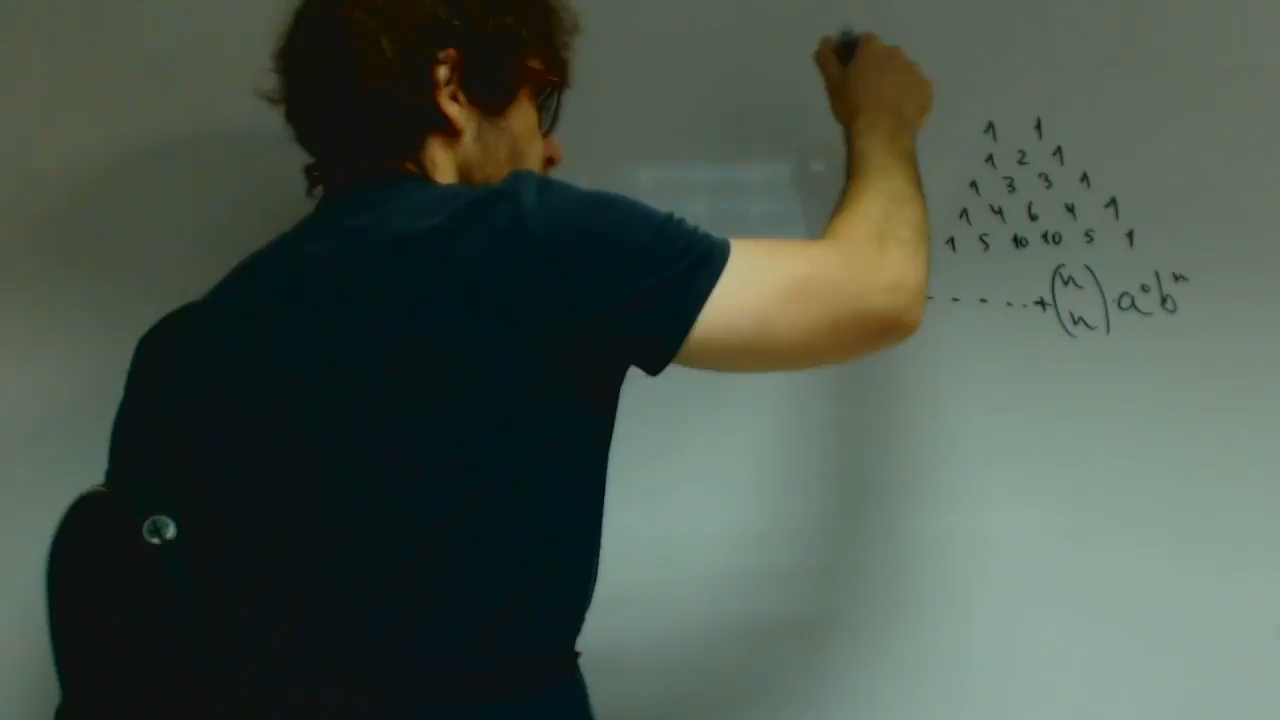 1 1
1 2 1
1 3 3 1
1 4 6 4 1
1 5 10 10 5 1
.....+(n n)·a⁰bⁿ